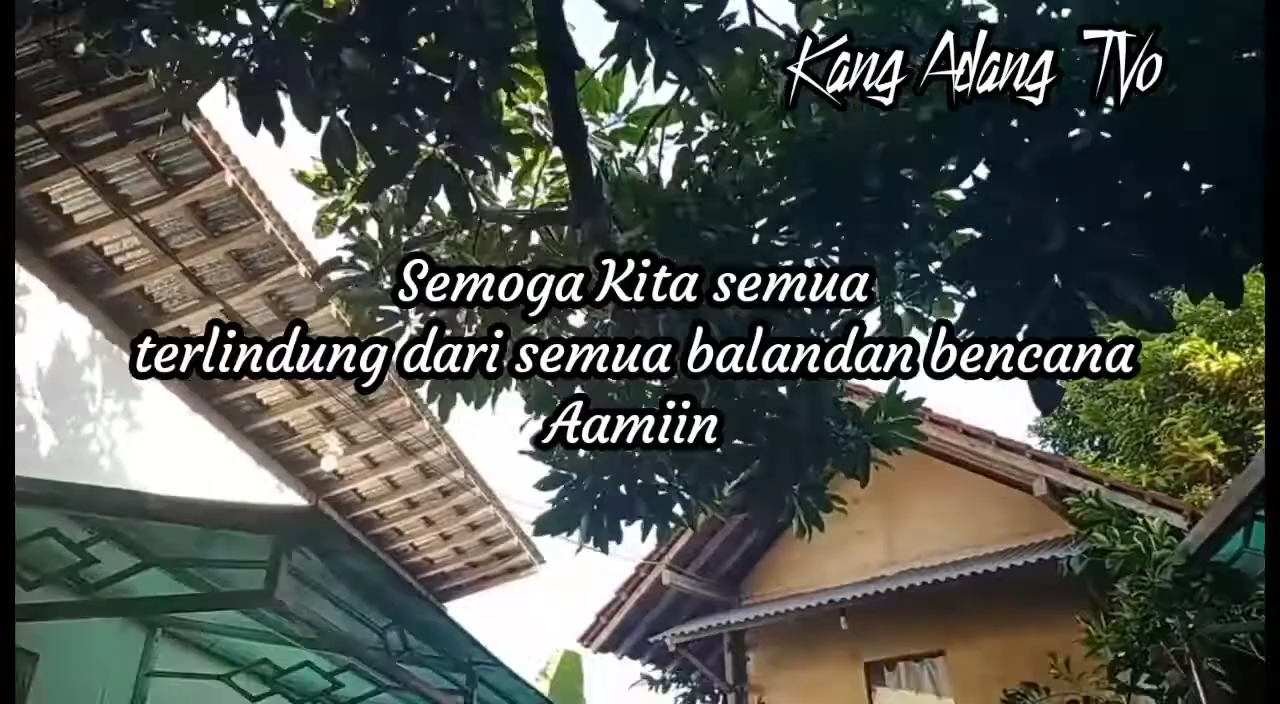 Kang Adang TVo
Semoga Kita semua
terlindung dari semua balandan bencana
Aamiin